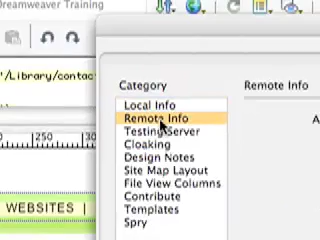 Dreamweaver Training
"/Library/contac
Category
Remote Info
Local Info
Remote Info
Testing Server
Cloaking
Design Notes
Site Map Layout
File View Columns
Contribute
Templates
Spry
250
300
WEBSITES |